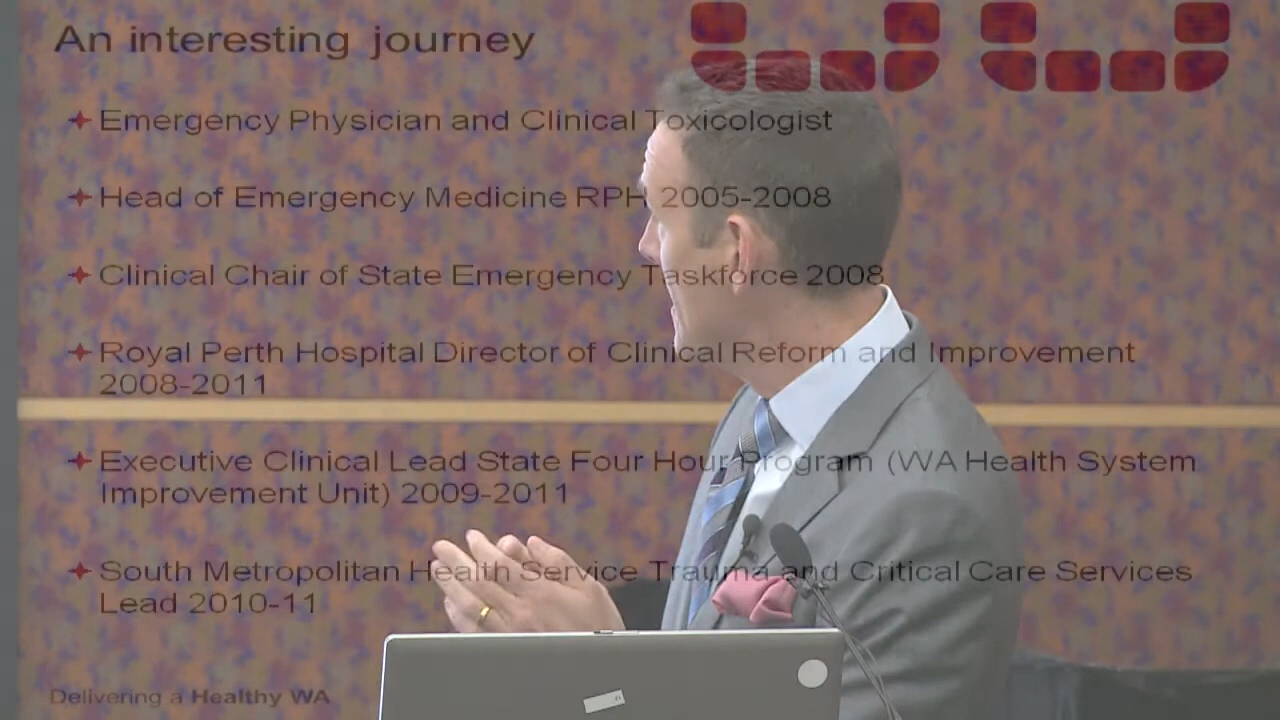 An interesting journey
Emergency Physician and Clinical Toxicologist
Head of Emergency Medicine RPH 2005-2008
Clinical Chair of State Emergency Taskforce 2008
Royal Perth Hospital Director of Clinical Reform and Improvement
2008-2011
Executive Clinical Lead State Four Hour Program (WA Health System
Improvement Unit) 2009-2011
South Metropolitan Health Service Trauma and Critical Care Services
Lead 2010-11
Delivering a Healthy WA